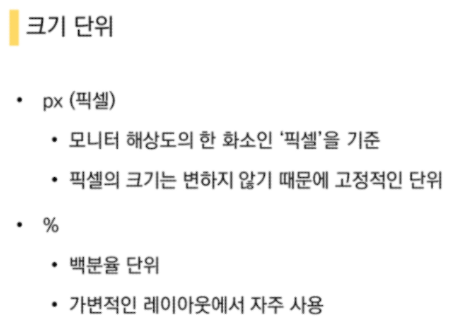 크기 단위
• px (픽셀)
• 모니터 해상도의 한 화소인 ‘픽셀’을 기준
• 픽셀의 크기는 변하지 않기 때문에 고정적인 단위
• %
• 백분율 단위
• 가변적인 레이아웃에서 자주 사용